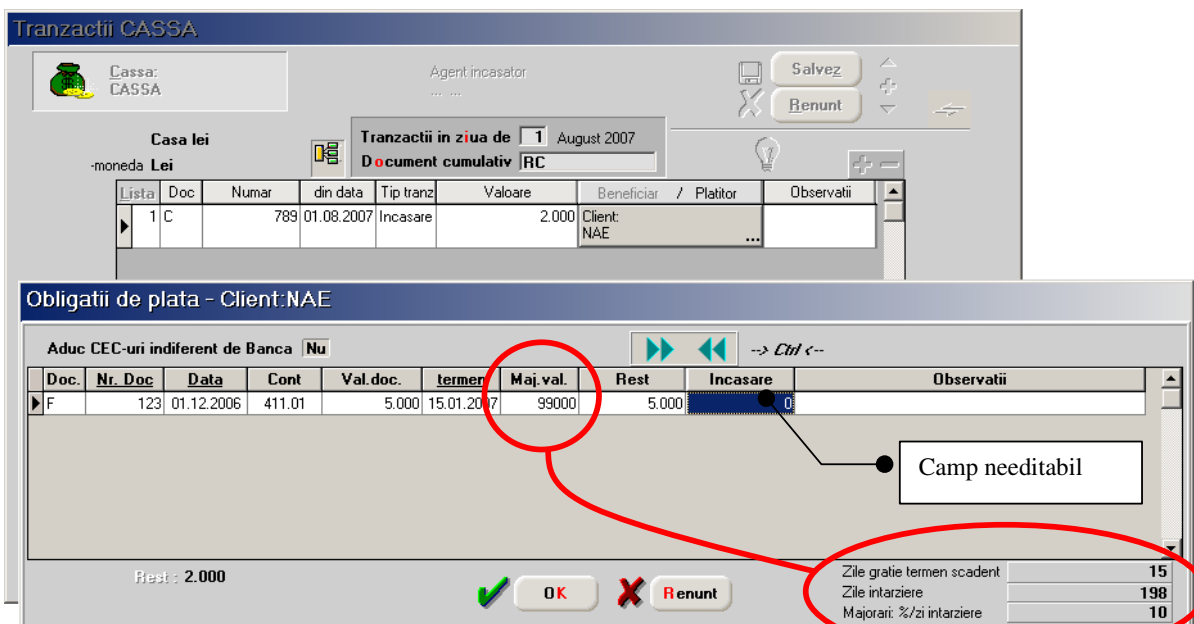 Tranzactii CASSA
Cassa: Agent incasator Salvez
CASSA ... ... Renunt
Casa lei Tranzactii in ziua de 1 August 2007
-moneda Lei Document cumulativ RC
Lista Doc Numar din data Tip tranz Valoare Beneficiar / Platitor Observatii
1 C 789 01.08.2007 Incasare 2.000 Client:
NAE ...
Obligatii de plata - Client:NAE
Aduc CEC-uri indiferent de Banca Nu --> Ctrl <--
Doc. Nr. Doc Data Cont Val.doc. termen Maj.val. Rest Incasare Observatii
F 123 01.12.2006 411.01 5.000 15.01.2007 99000 5.000 0
Camp needitabil
Rest : 2.000 OK Renunt
Zile gratie termen scadent 15
Zile intarziere 198
Majorari: %/zi intarziere 10